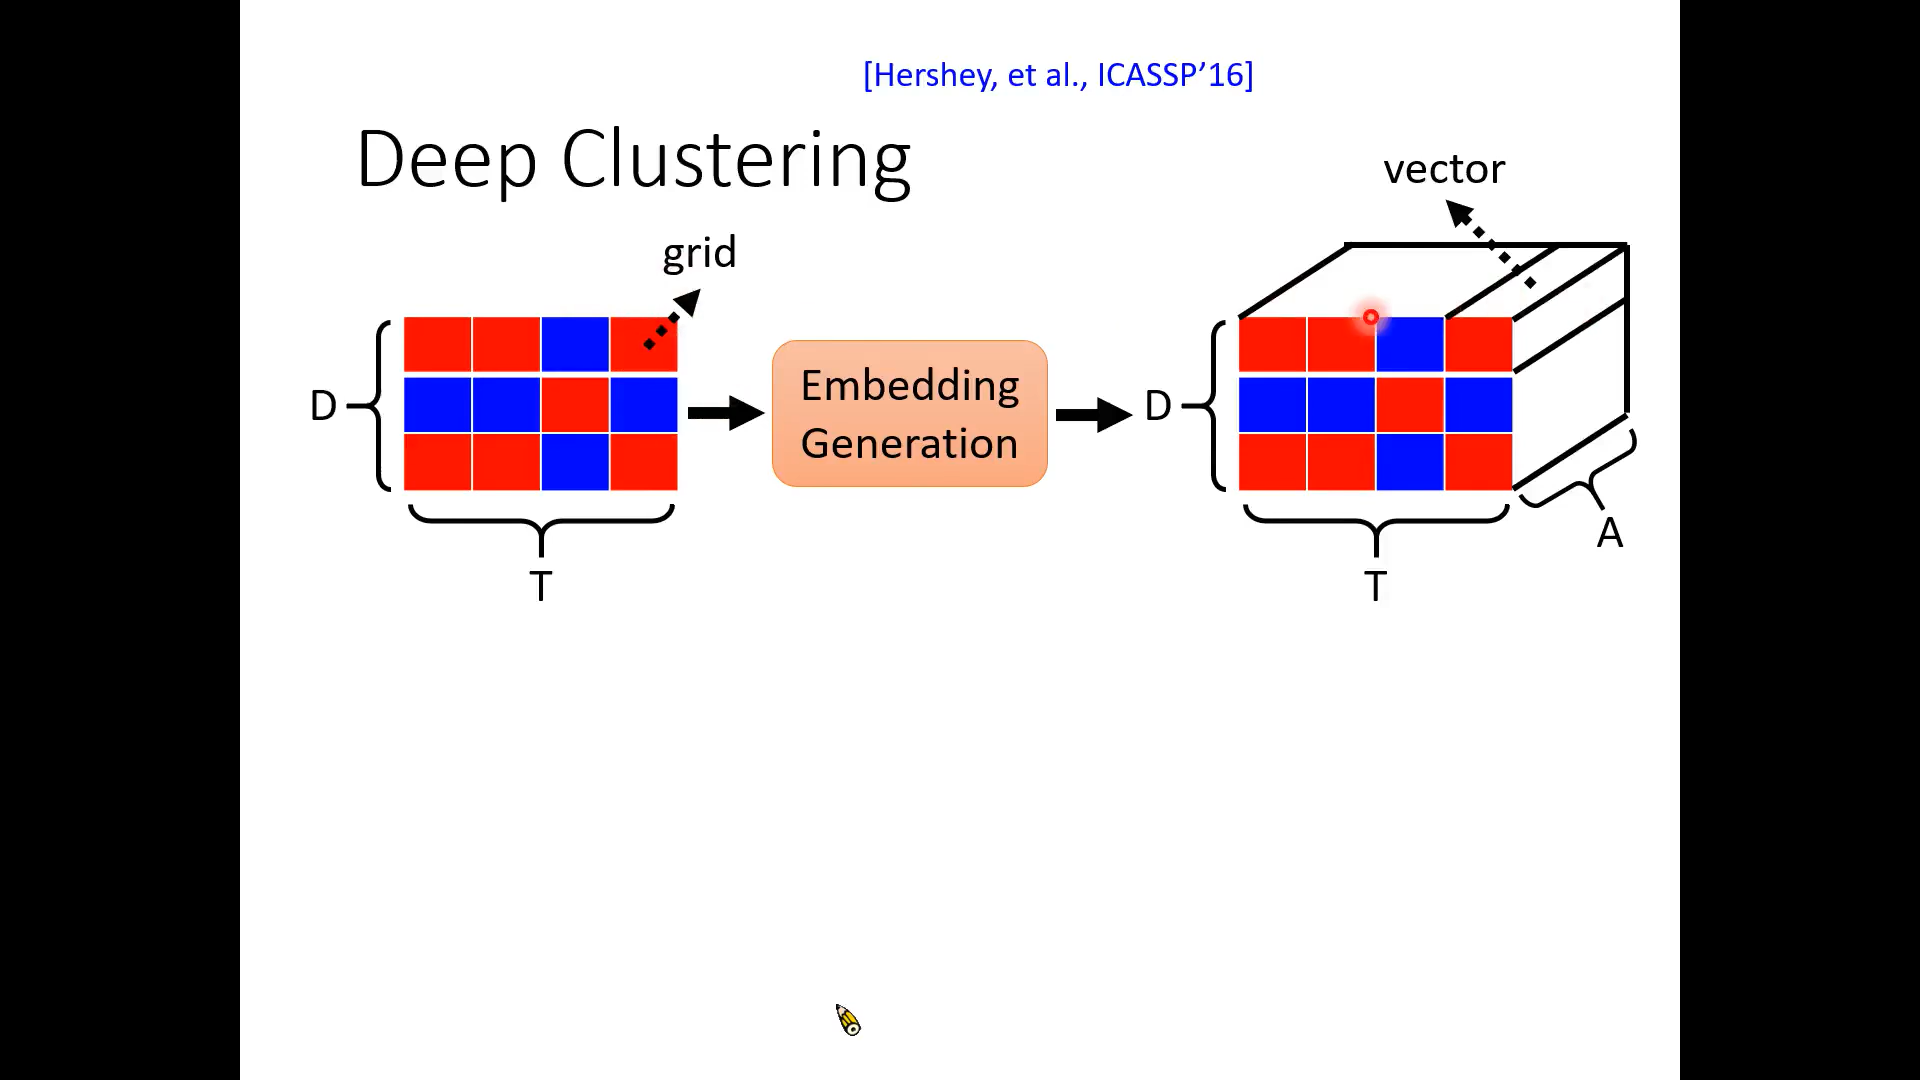 [Hershey, et al., ICASSP’16]
Deep Clustering
vector
grid
D
Embedding
Generation
D
A
T
T